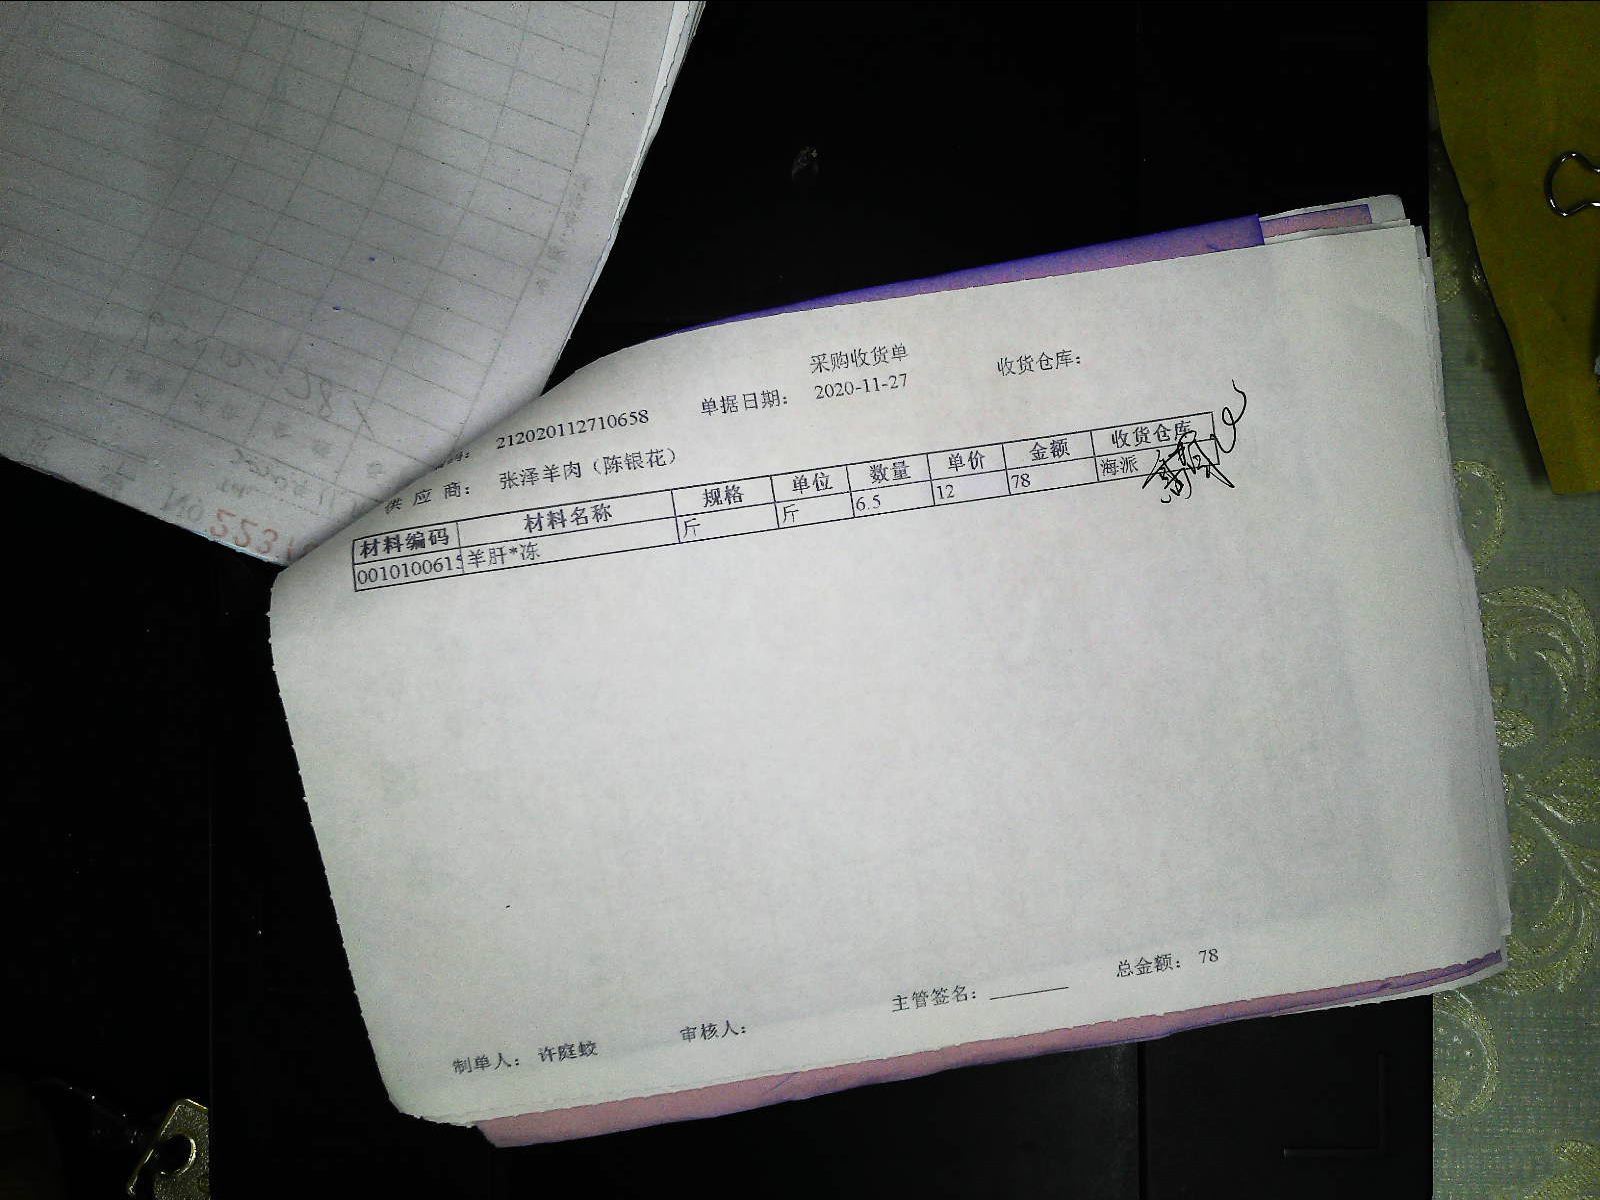 采购收货单
212020112710658 单据日期： 2020-11-27 收货仓库：
供 应 商： 张泽羊肉（陈银花）
材料编码 材料名称 规格 单位 数量 单价 金额 收货仓库
001010061 羊肝*冻 斤 斤 6.5 12 78 海派
总金额： 78
主管签名：
制单人： 许庭蛟 审核人：